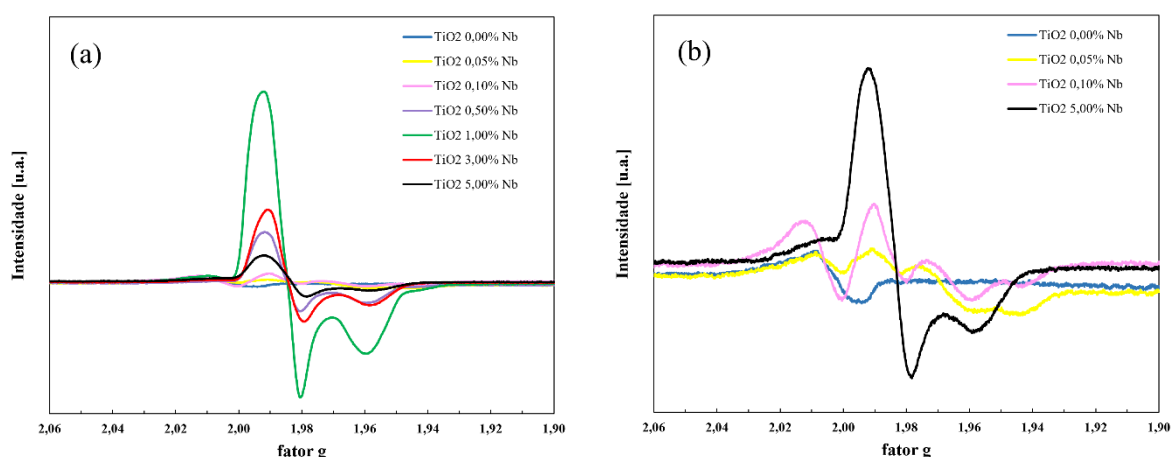 (a)
TiO2 0,00% Nb
TiO2 0,05% Nb
TiO2 0,10% Nb
TiO2 0,50% Nb
TiO2 1,00% Nb
TiO2 3,00% Nb
TiO2 5,00% Nb
Intensidade [u.a.]
2,06 2,04 2,02 2,00 1,98 1,96 1,94 1,92 1,90
fator g
(b)
TiO2 0,00% Nb
TiO2 0,05% Nb
TiO2 0,10% Nb
TiO2 5,00% Nb
Intensidade [u.a.]
2,06 2,04 2,02 2,00 1,98 1,96 1,94 1,92 1,90
fator g